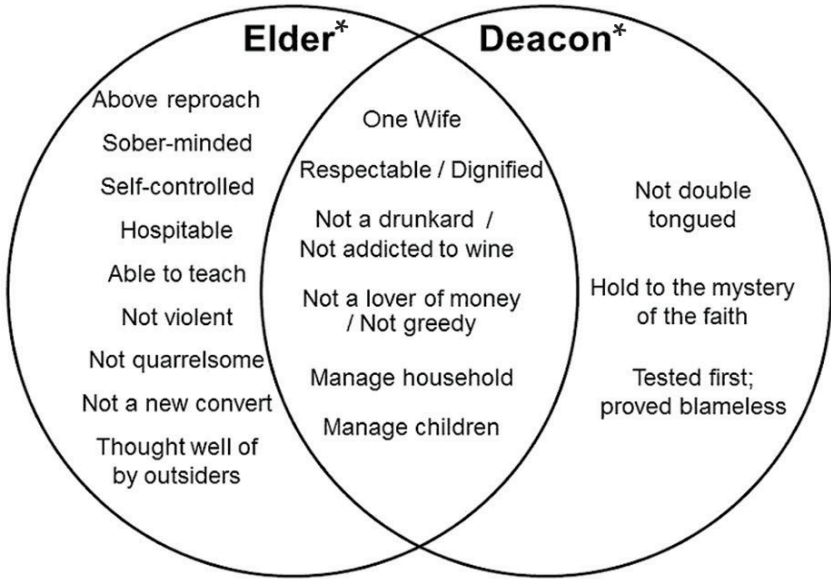 Elder*
Deacon*
Above reproach
Sober-minded
Self-controlled
Hospitable
Able to teach
Not violent
Not quarrelsome
Not a new convert
Thought well of
by outsiders
One Wife
Respectable / Dignified
Not a drunkard /
Not addicted to wine
Not a lover of money
/ Not greedy
Manage household
Manage children
Not double
tongued
Hold to the mystery
of the faith
Tested first;
proved blameless